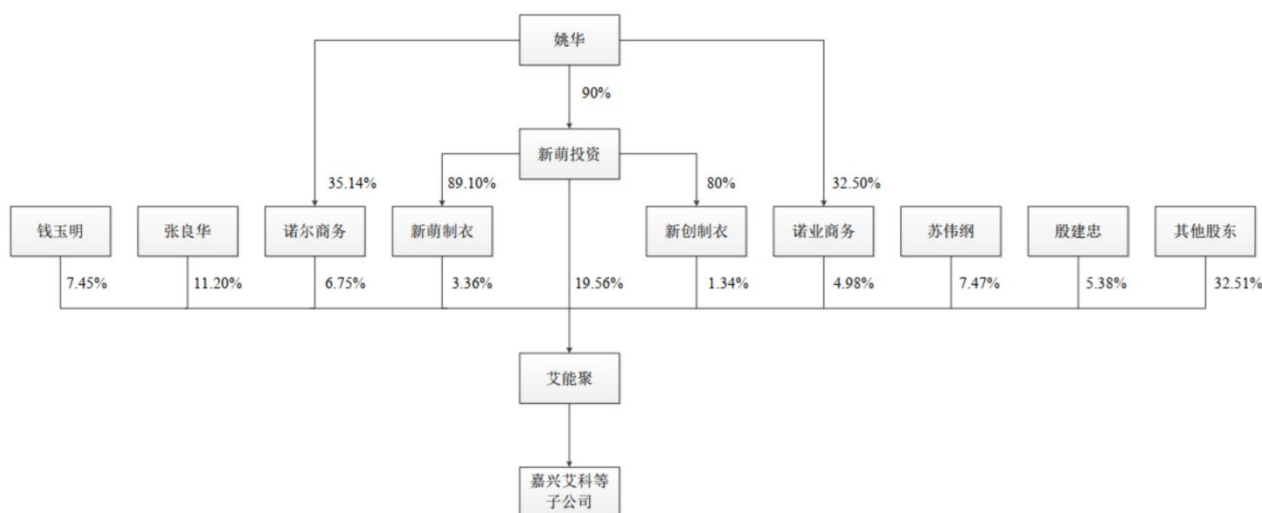 姚华
90%
新萌投资
35.14%
89.10%
80%
32.50%
钱玉明
张良华
诺尔商务
新萌制衣
新创制衣
诺业商务
苏伟纲
殷建忠
其他股东
7.45%
11.20%
6.75%
3.36%
19.56%
1.34%
4.98%
7.47%
5.38%
32.51%
艾能聚
嘉兴艾科等
子公司